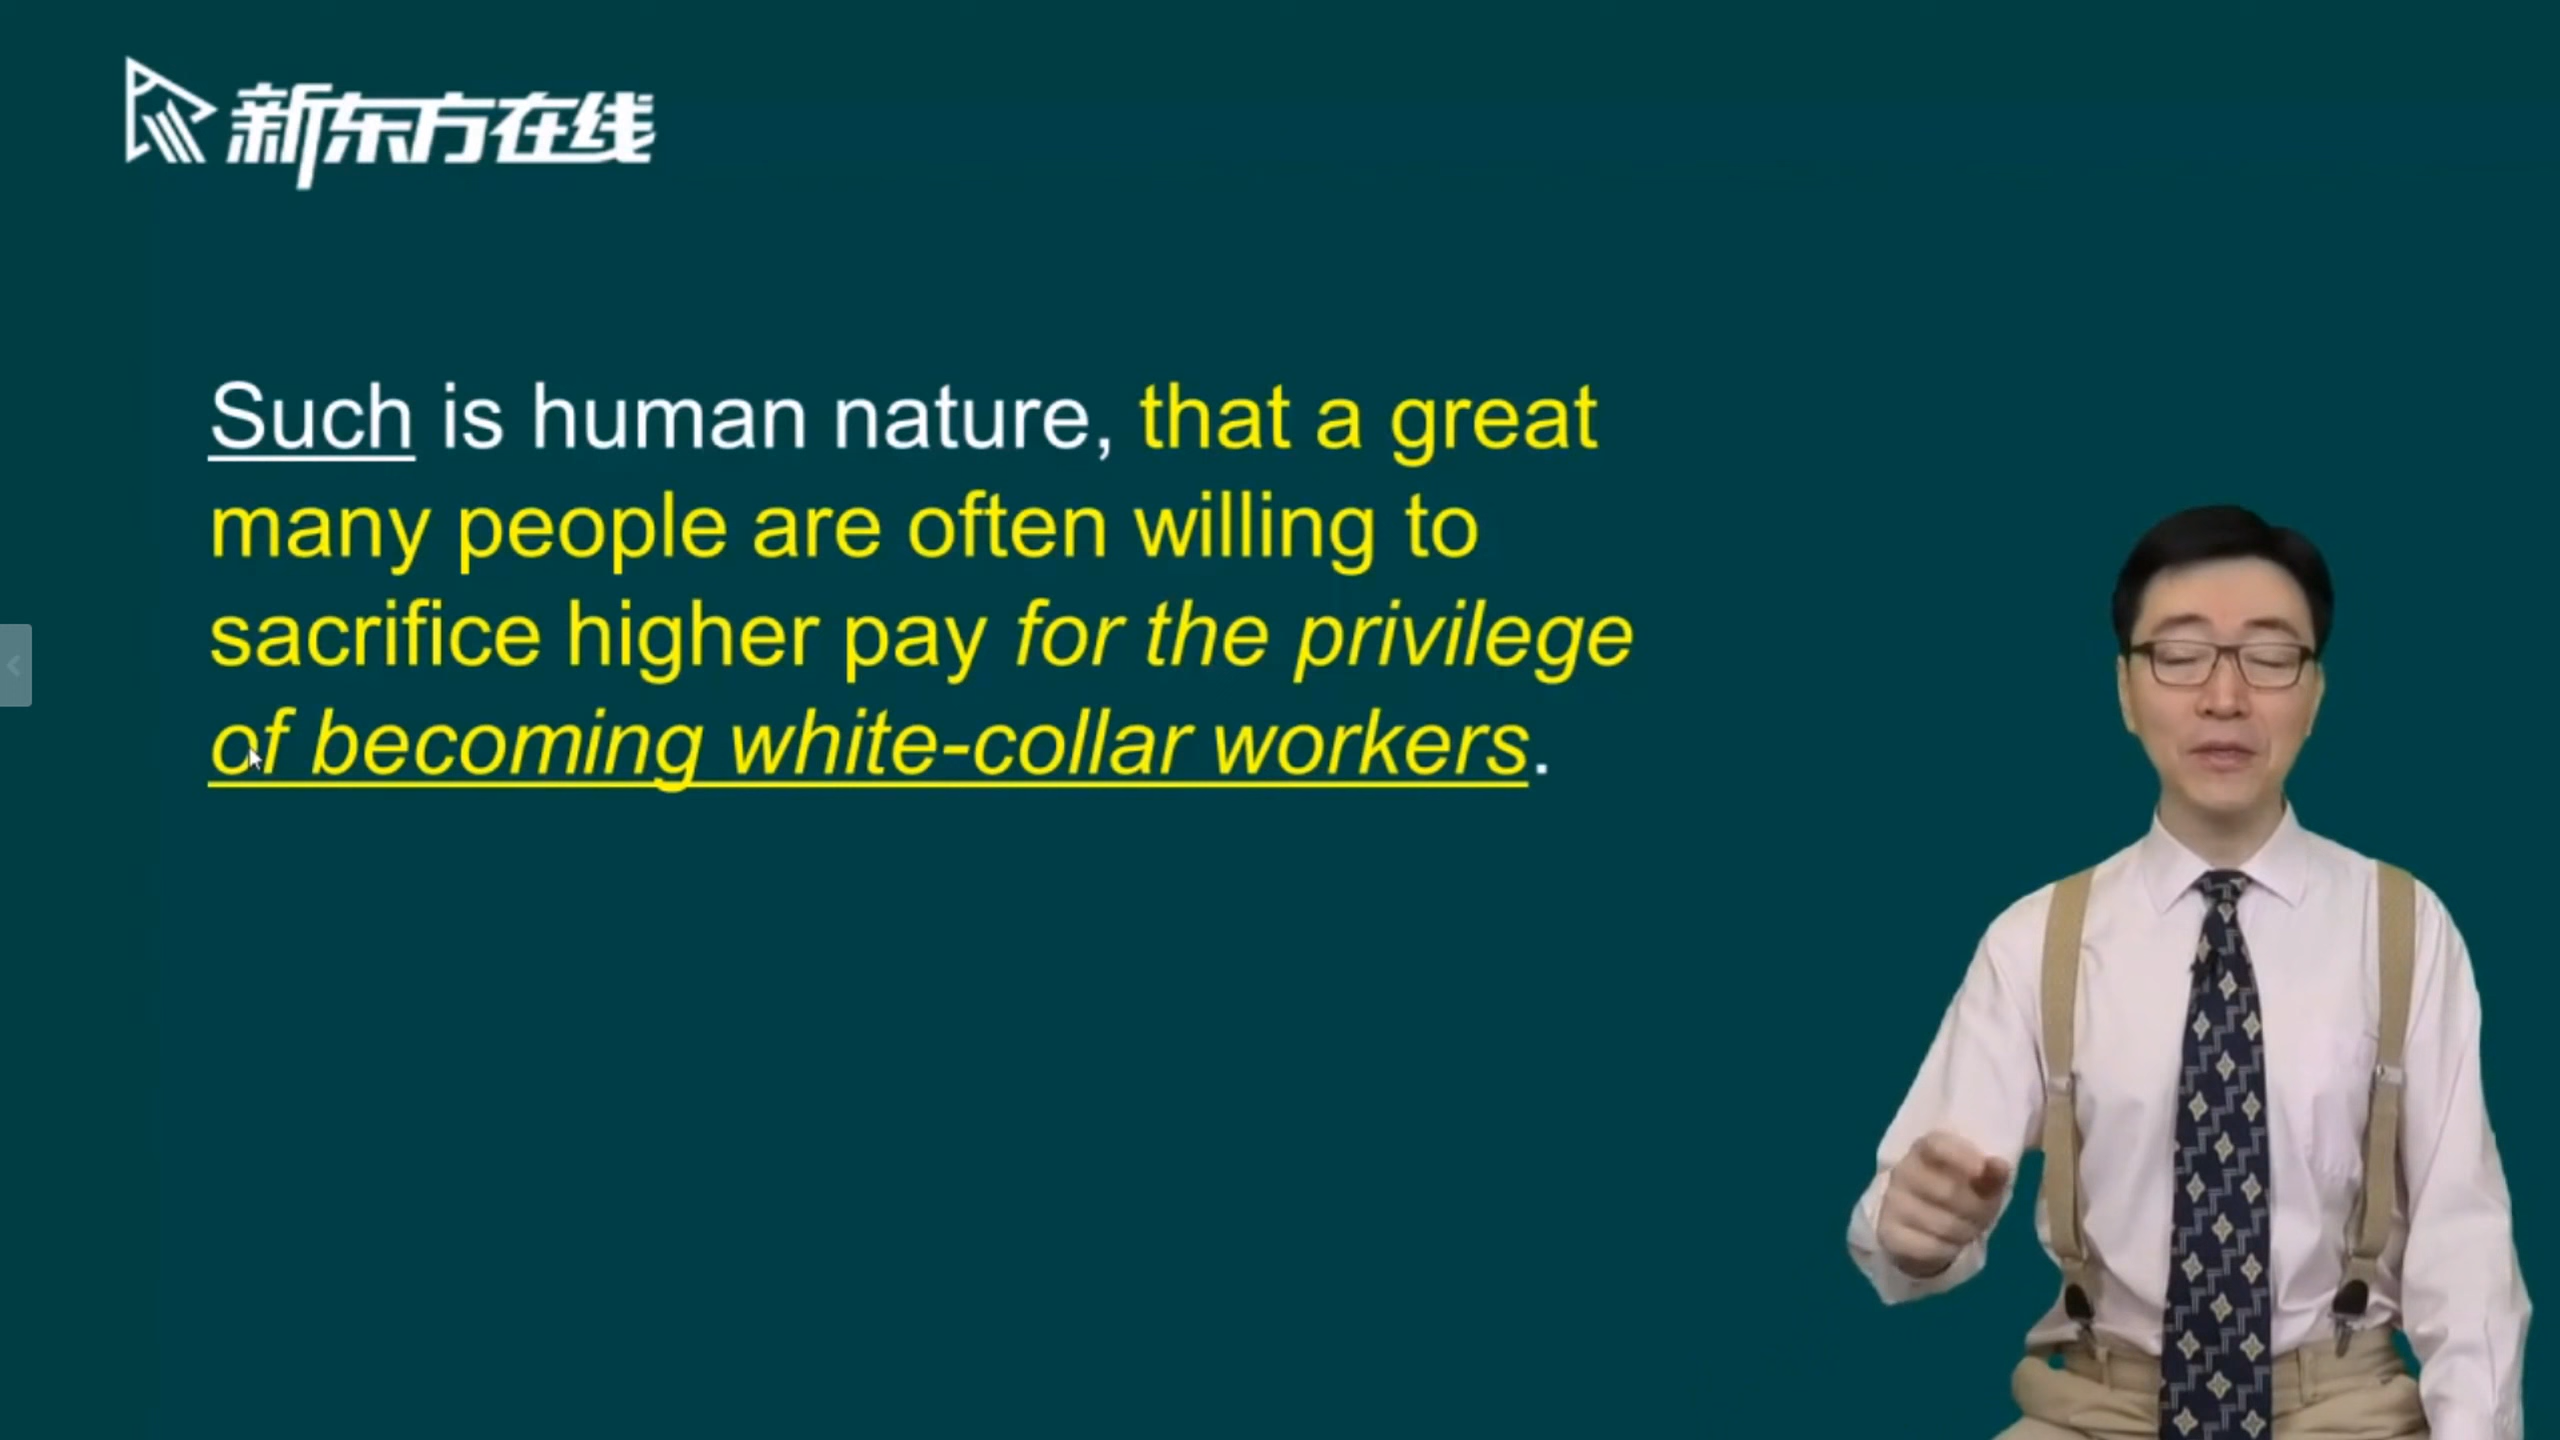 新东方在线
Such is human nature, that a great
many people are often willing to
sacrifice higher pay for the privilege
of becoming white-collar workers.